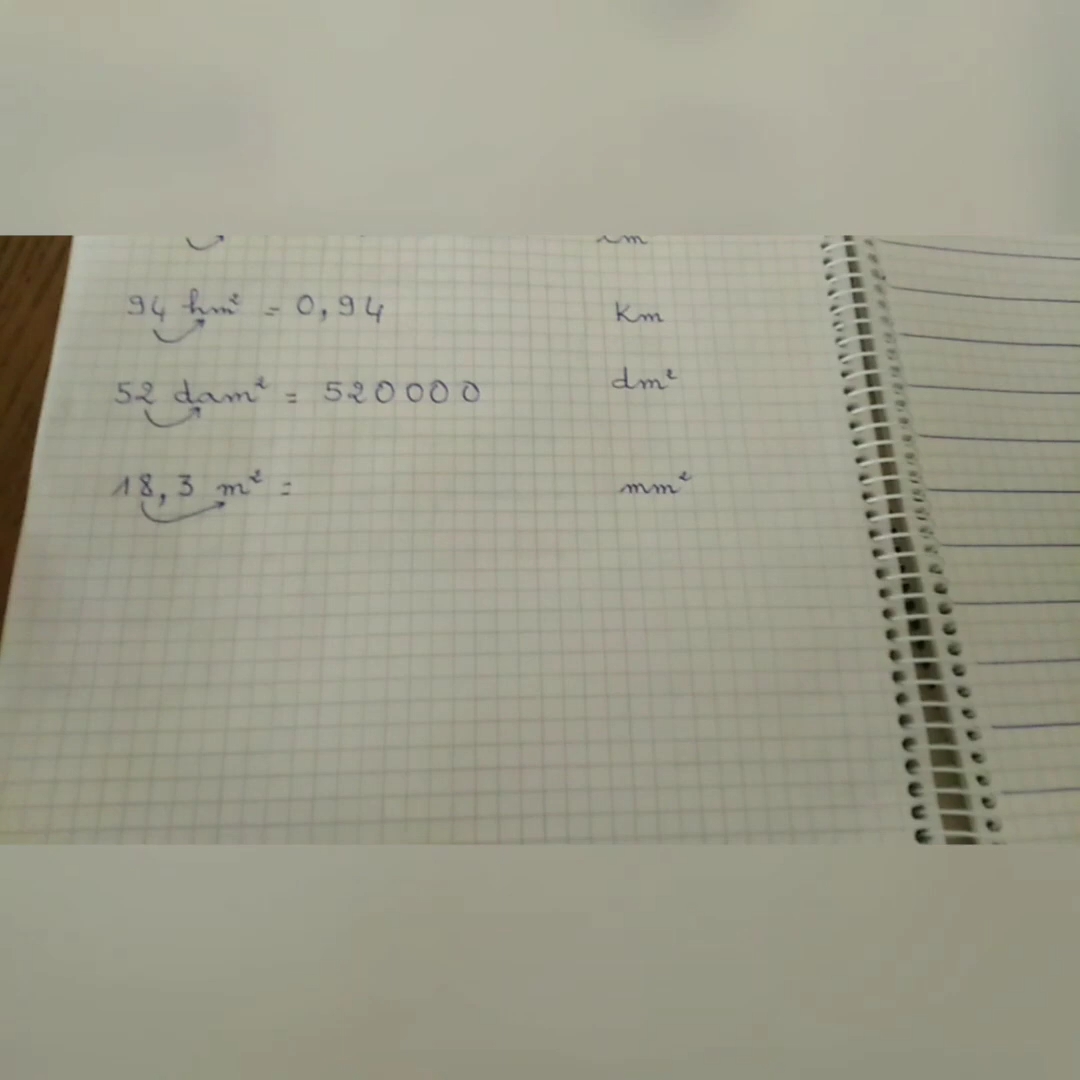 94 hm² = 0,94 Km
52 dam² = 520000 dm²
18,3 m² = mm²